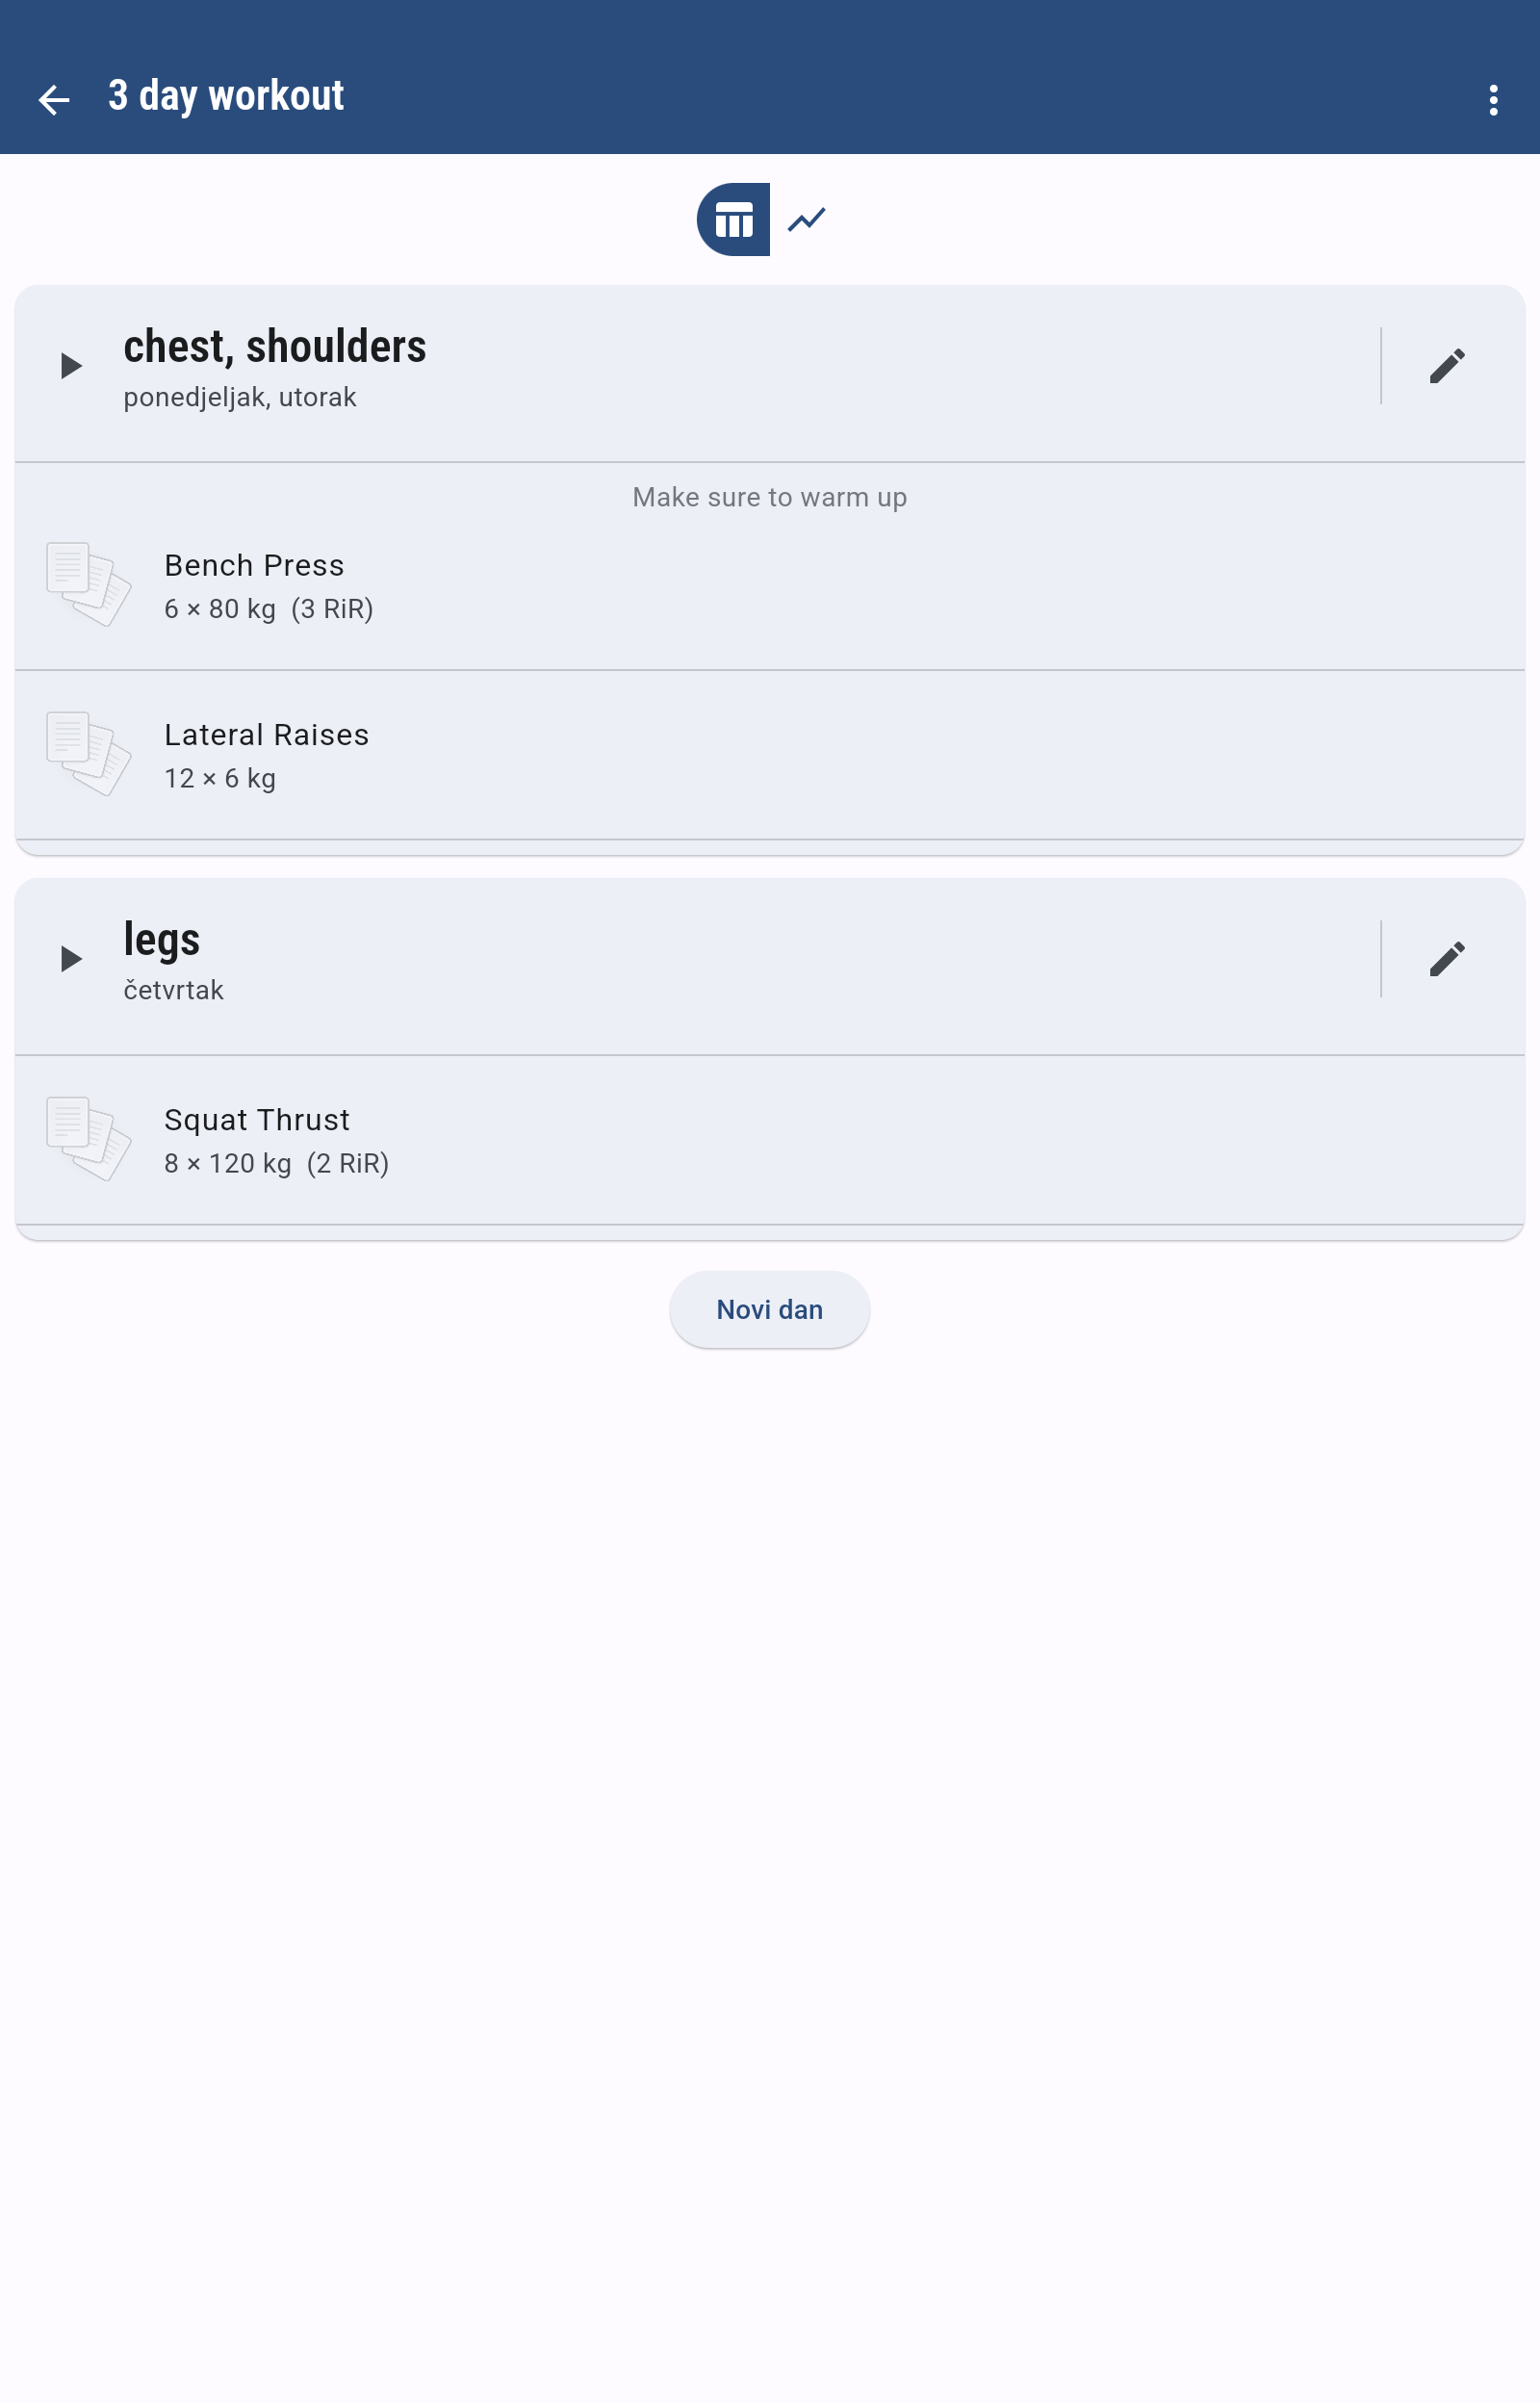 3 day workout
chest, shoulders
ponedjeljak, utorak
Make sure to warm up
Bench Press
6 × 80 kg  (3 RiR)
Lateral Raises
12 × 6 kg
legs
četvrtak
Squat Thrust
8 × 120 kg  (2 RiR)
Novi dan